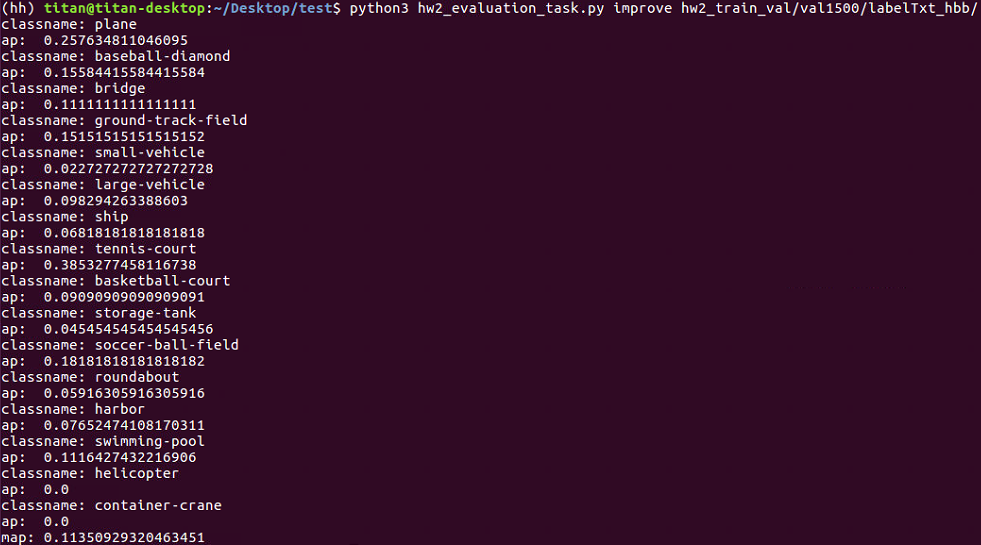 (hh) titan@titan-desktop:~/Desktop/test$ python3 hw2_evaluation_task.py improve hw2_train_val/val1500/labelTxt_hbb/
classname: plane
ap:  0.257634811046095
classname: baseball-diamond
ap:  0.15584415584415584
classname: bridge
ap:  0.1111111111111111
classname: ground-track-field
ap:  0.15151515151515152
classname: small-vehicle
ap:  0.022727272727272728
classname: large-vehicle
ap:  0.098294263388603
classname: ship
ap:  0.06818181818181818
classname: tennis-court
ap:  0.3853277458116738
classname: basketball-court
ap:  0.09090909090909091
classname: storage-tank
ap:  0.045454545454545456
classname: soccer-ball-field
ap:  0.18181818181818182
classname: roundabout
ap:  0.05916305916305916
classname: harbor
ap:  0.07652474108170311
classname: swimming-pool
ap:  0.1116427432216906
classname: helicopter
ap:  0.0
classname: container-crane
ap:  0.0
map: 0.11350929320463451